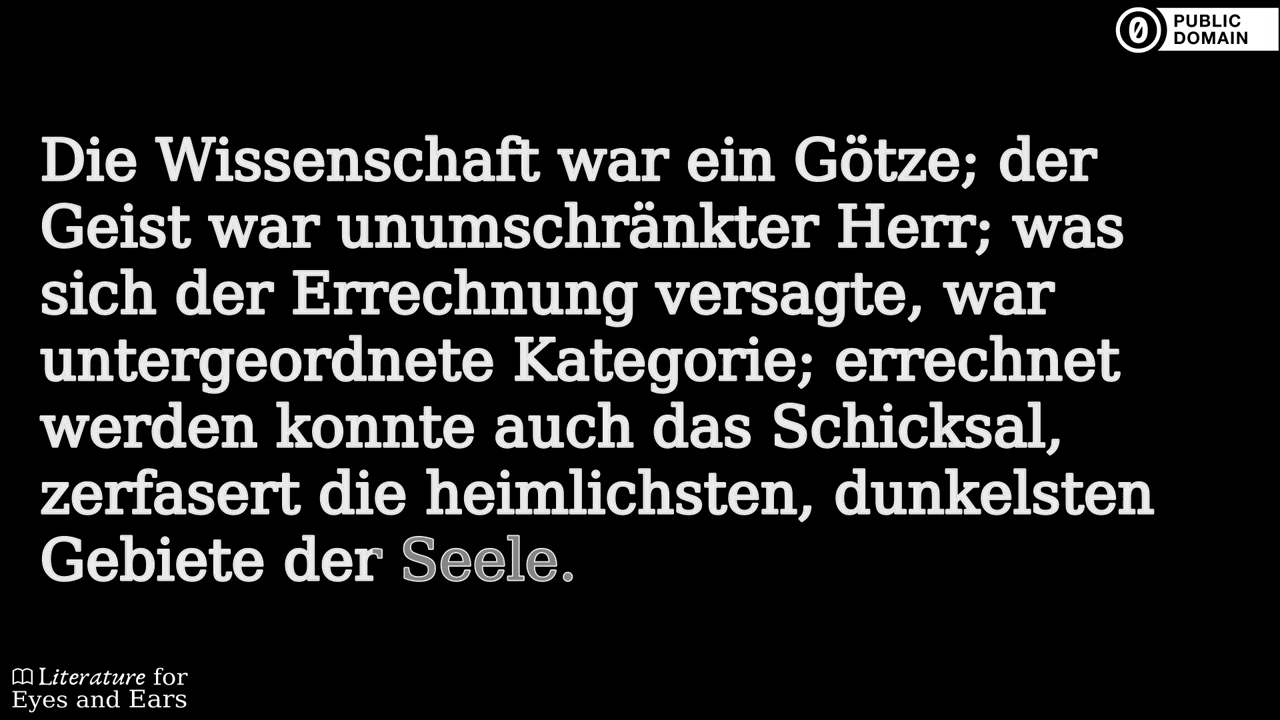 PUBLIC
DOMAIN
Die Wissenschaft war ein Götze; der
Geist war unumschränkter Herr; was
sich der Errechnung versagte, war
untergeordnete Kategorie; errechnet
werden konnte auch das Schicksal,
zerfasert die heimlichsten, dunkelsten
Gebiete der Seele.
Literature for
Eyes and Ears